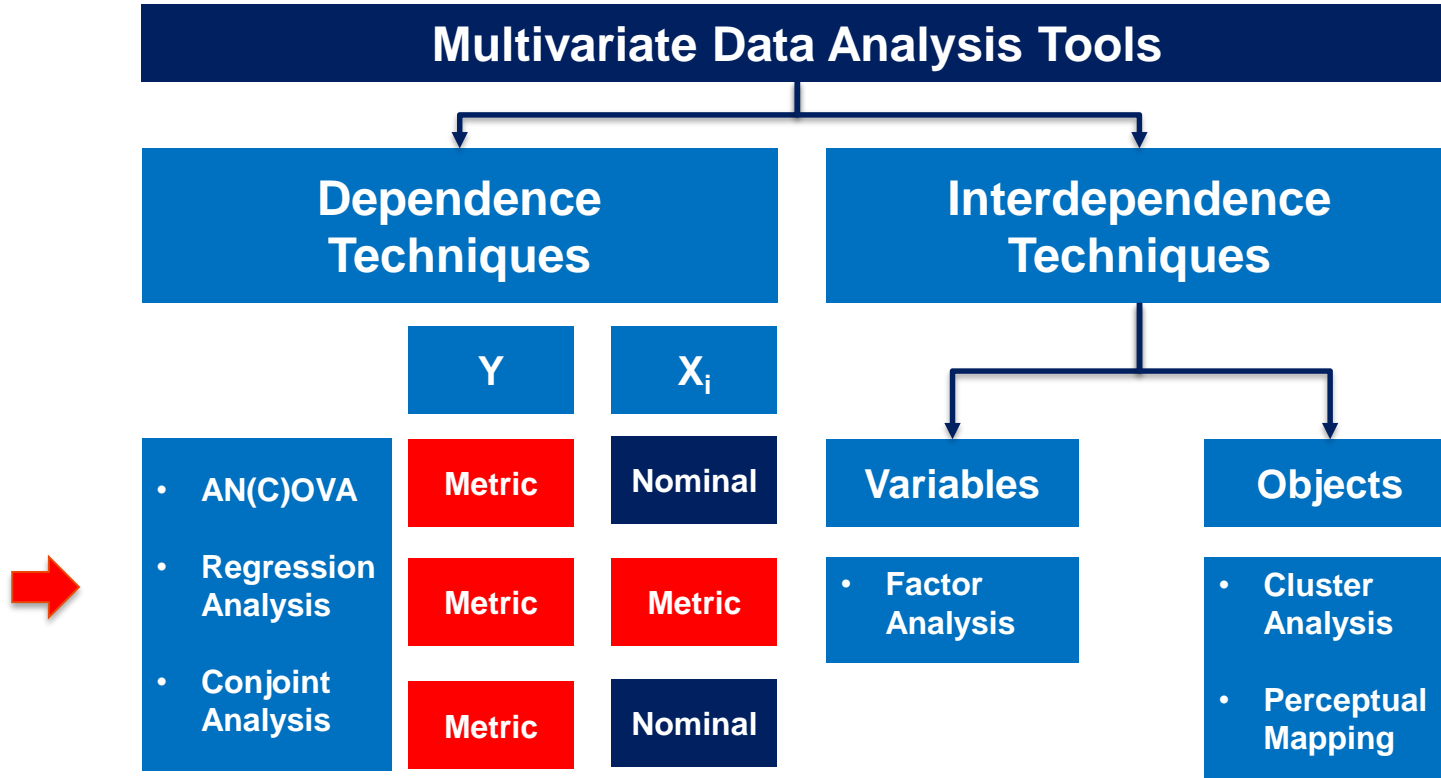 Multivariate Data Analysis Tools
Dependence
Techniques
Interdependence
Techniques
Y
Xᵢ
• AN(C)OVA
Metric
Nominal
• Regression
Analysis
Metric
Metric
• Conjoint
Analysis
Metric
Nominal
Variables
• Factor
Analysis
Objects
• Cluster
Analysis
• Perceptual
Mapping